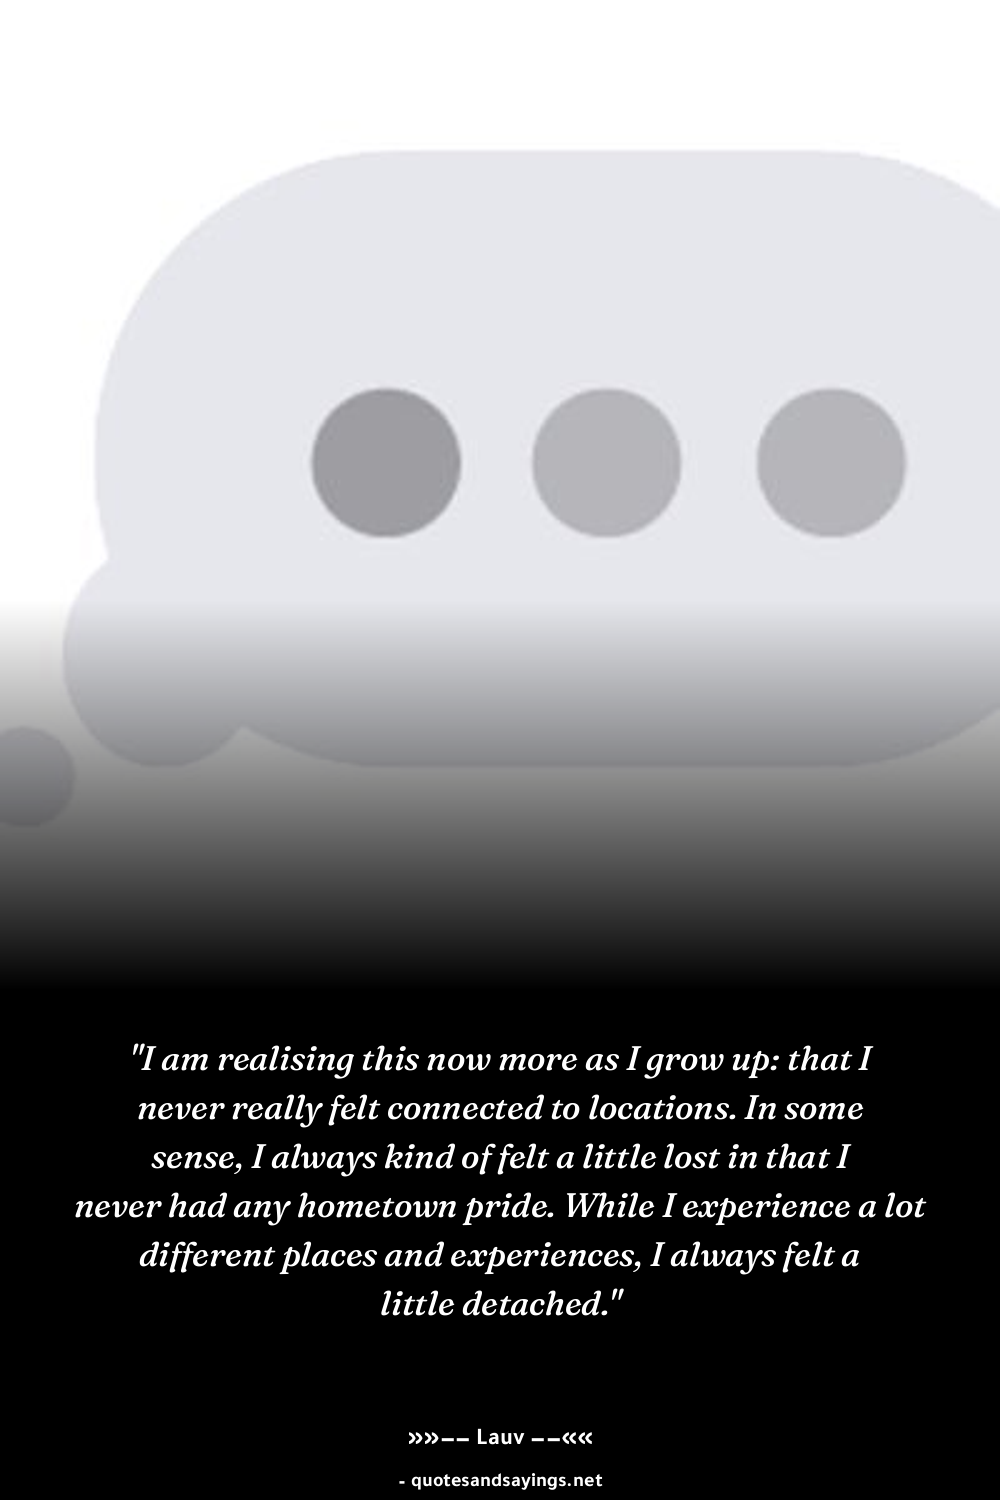 "I am realising this now more as I grow up: that I
never really felt connected to locations. In some
sense, I always kind of felt a little lost in that I
never had any hometown pride. While I experience a lot
different places and experiences, I always felt a
little detached."
»»–– Lauv ––««
- quotesandsayings.net